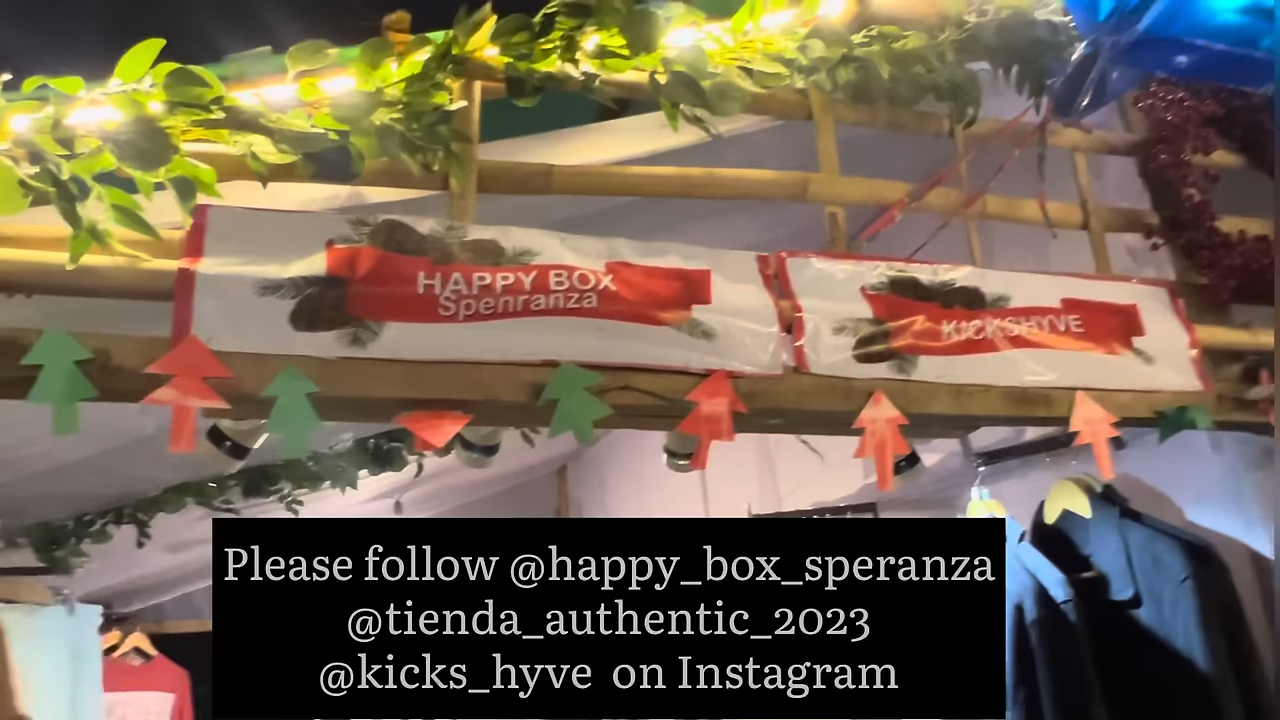 HAPPY BOX
Spenranza
KICKSHYVE
Please follow @happy_box_speranza
@tienda_authentic_2023
@kicks_hyve on Instagram